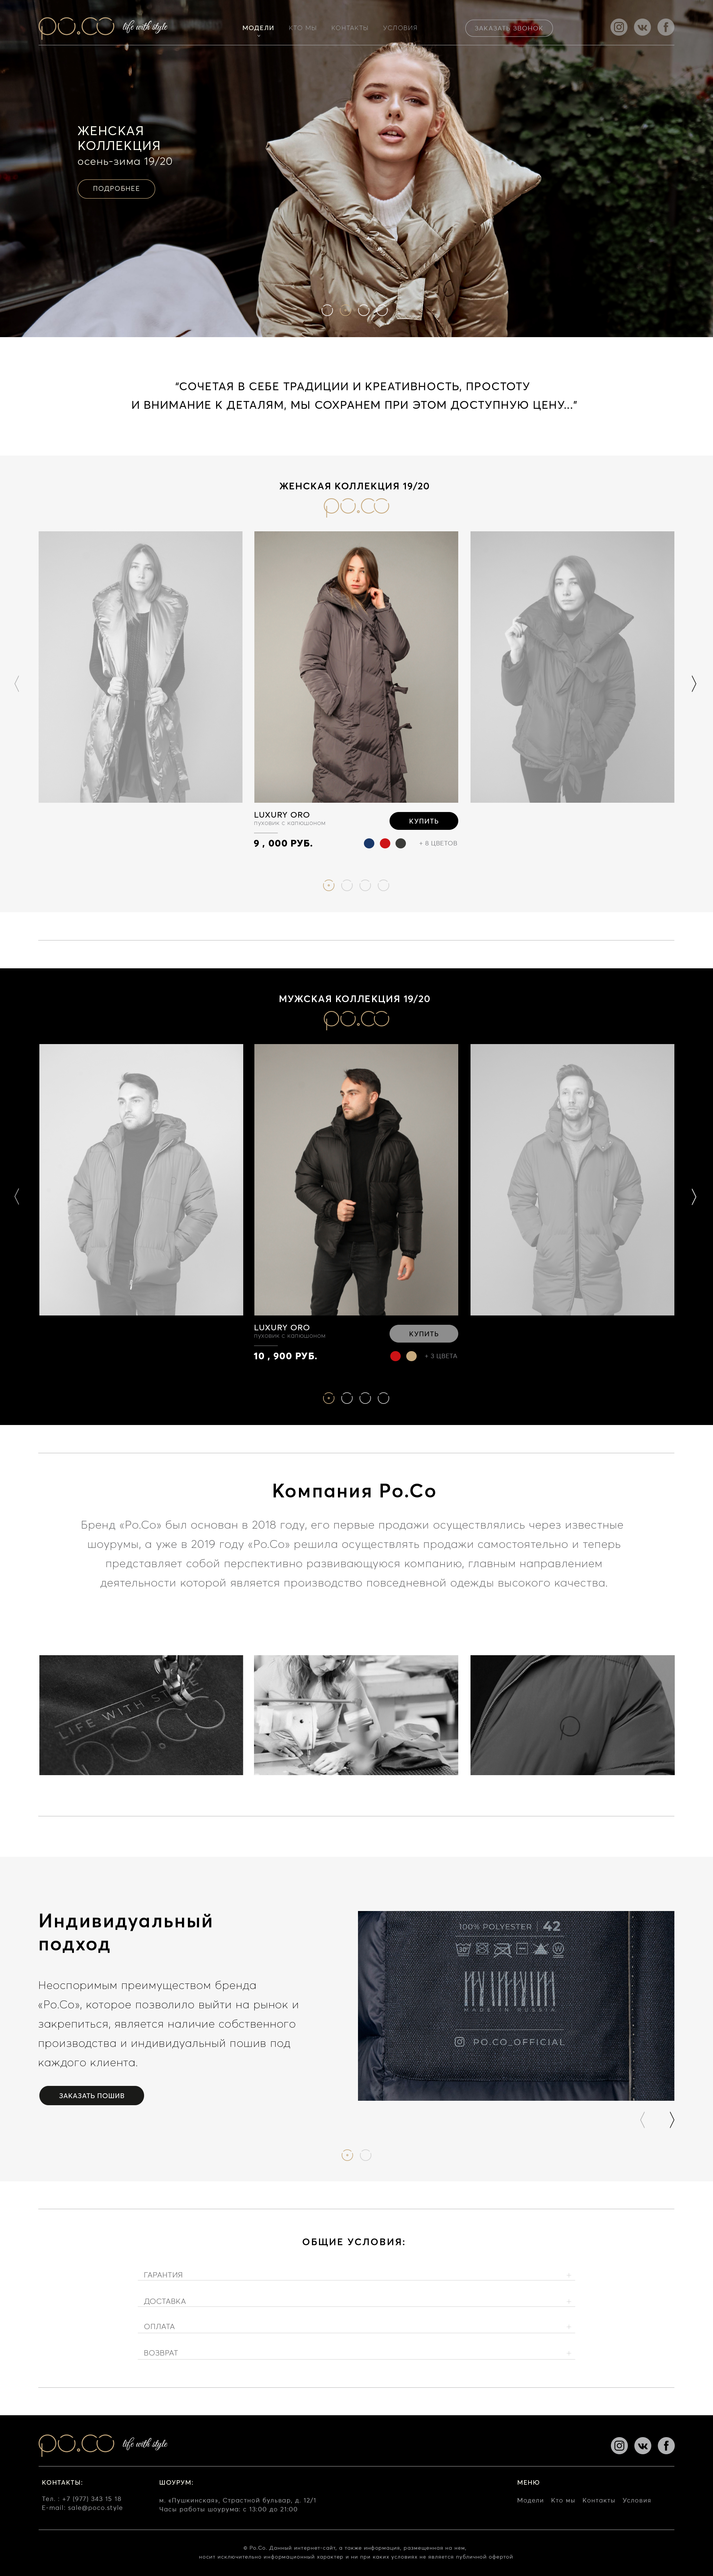 po.co life with style
МОДЕЛИ КТО МЫ КОНТАКТЫ УСЛОВИЯ
ЗАКАЗАТЬ ЗВОНОК
ЖЕНСКАЯ
КОЛЛЕКЦИЯ
осень-зима 19/20
ПОДРОБНЕЕ
“СОЧЕТАЯ В СЕБЕ ТРАДИЦИИ И КРЕАТИВНОСТЬ, ПРОСТОТУ
И ВНИМАНИЕ К ДЕТАЛЯМ, МЫ СОХРАНЕМ ПРИ ЭТОМ ДОСТУПНУЮ ЦЕНУ...”
ЖЕНСКАЯ КОЛЛЕКЦИЯ 19/20
po.co
LUXURY ORO
пуховик с капюшоном
КУПИТЬ
9 , 000 РУБ.
+ 8 ЦВЕТОВ
МУЖСКАЯ КОЛЛЕКЦИЯ 19/20
po.co
LUXURY ORO
пуховик с капюшоном
КУПИТЬ
10 , 900 РУБ.
+ 3 ЦВЕТА
Компания Po.Co
Бренд «Po.Co» был основан в 2018 году, его первые продажи осуществлялись через известные
шоурумы, а уже в 2019 году «Po.Co» решила осуществлять продажи самостоятельно и теперь
представляет собой перспективно развивающуюся компанию, главным направлением
деятельности которой является производство повседневной одежды высокого качества.
LIFE WITH STYLE
po.co
Индивидуальный
подход
Неоспоримым преимуществом бренда
«Po.Co», которое позволило выйти на рынок и
закрепиться, является наличие собственного
производства и индивидуальный пошив под
каждого клиента.
ЗАКАЗАТЬ ПОШИВ
100% POLYESTER | 42
30°
MADE IN RUSSIA
PO.CO_OFFICIAL
ОБЩИЕ УСЛОВИЯ:
ГАРАНТИЯ +
ДОСТАВКА +
ОПЛАТА +
ВОЗВРАТ +
po.co life with style
КОНТАКТЫ:
Тел. : +7 (977) 343 15 18
E-mail: sale@poco.style
ШОУРУМ:
м. «Пушкинская», Страстной бульвар, д. 12/1
Часы работы шоурума: с 13:00 до 21:00
МЕНЮ
Модели Кто мы Контакты Условия
© Po.Co. Данный интернет-сайт, а также информация, размещенная на нем,
носит исключительно информационный характер и ни при каких условиях не является публичной офертой